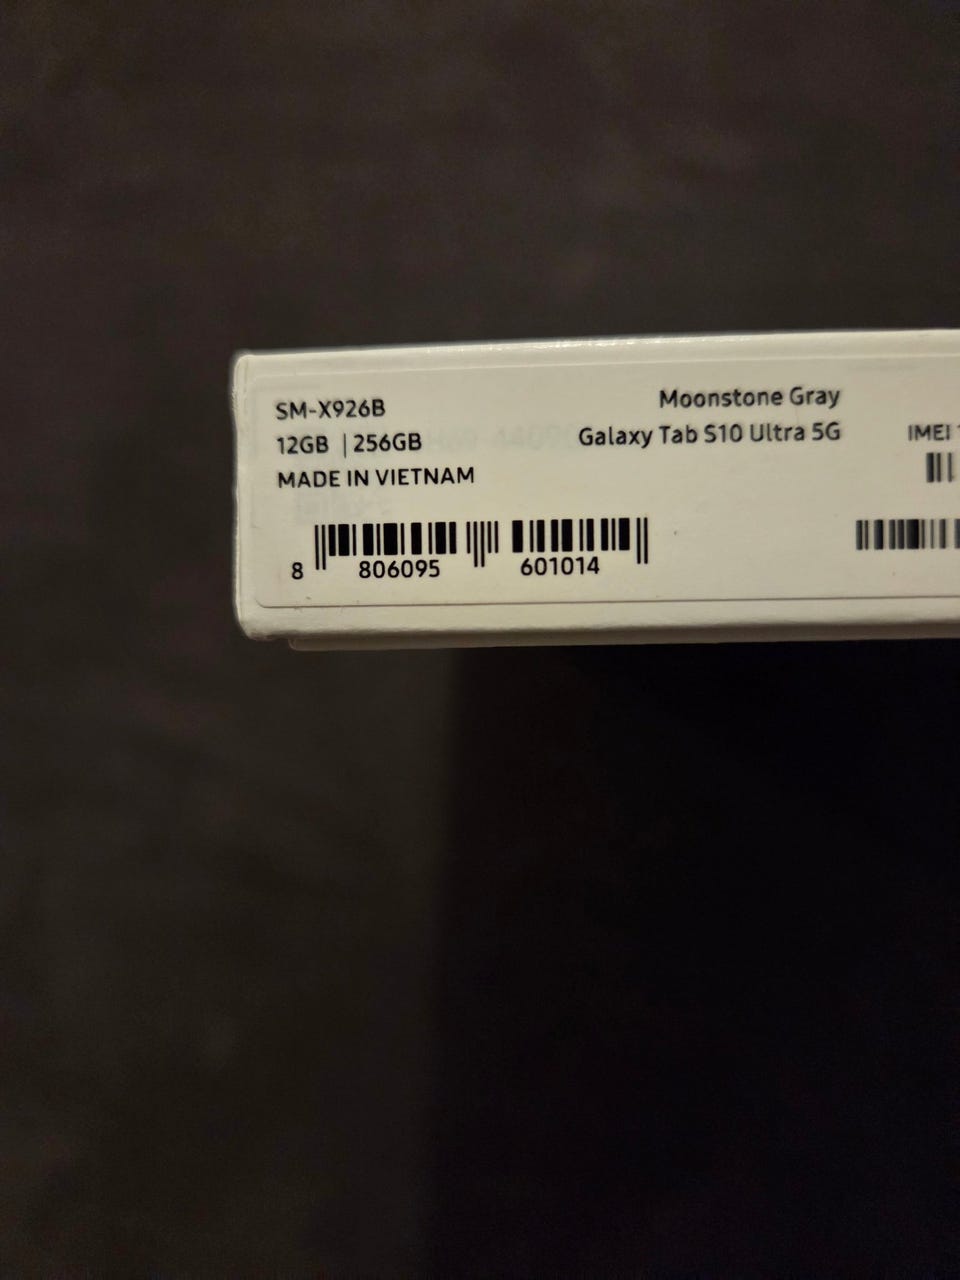 SM-X926B
12GB | 256GB
MADE IN VIETNAM
Moonstone Gray
Galaxy Tab S10 Ultra 5G
IMEI
8 806095 601014